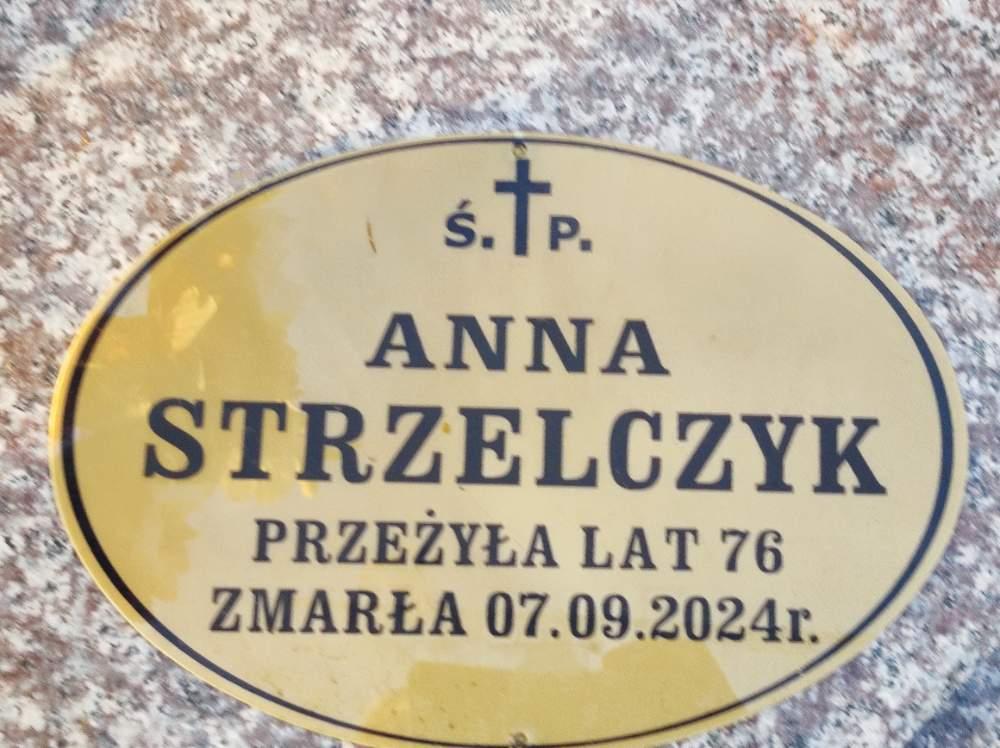 Ś. P.
ANNA
STRZELCZYK
PRZEŻYŁA LAT 76
ZMARŁA 07.09.2024r.